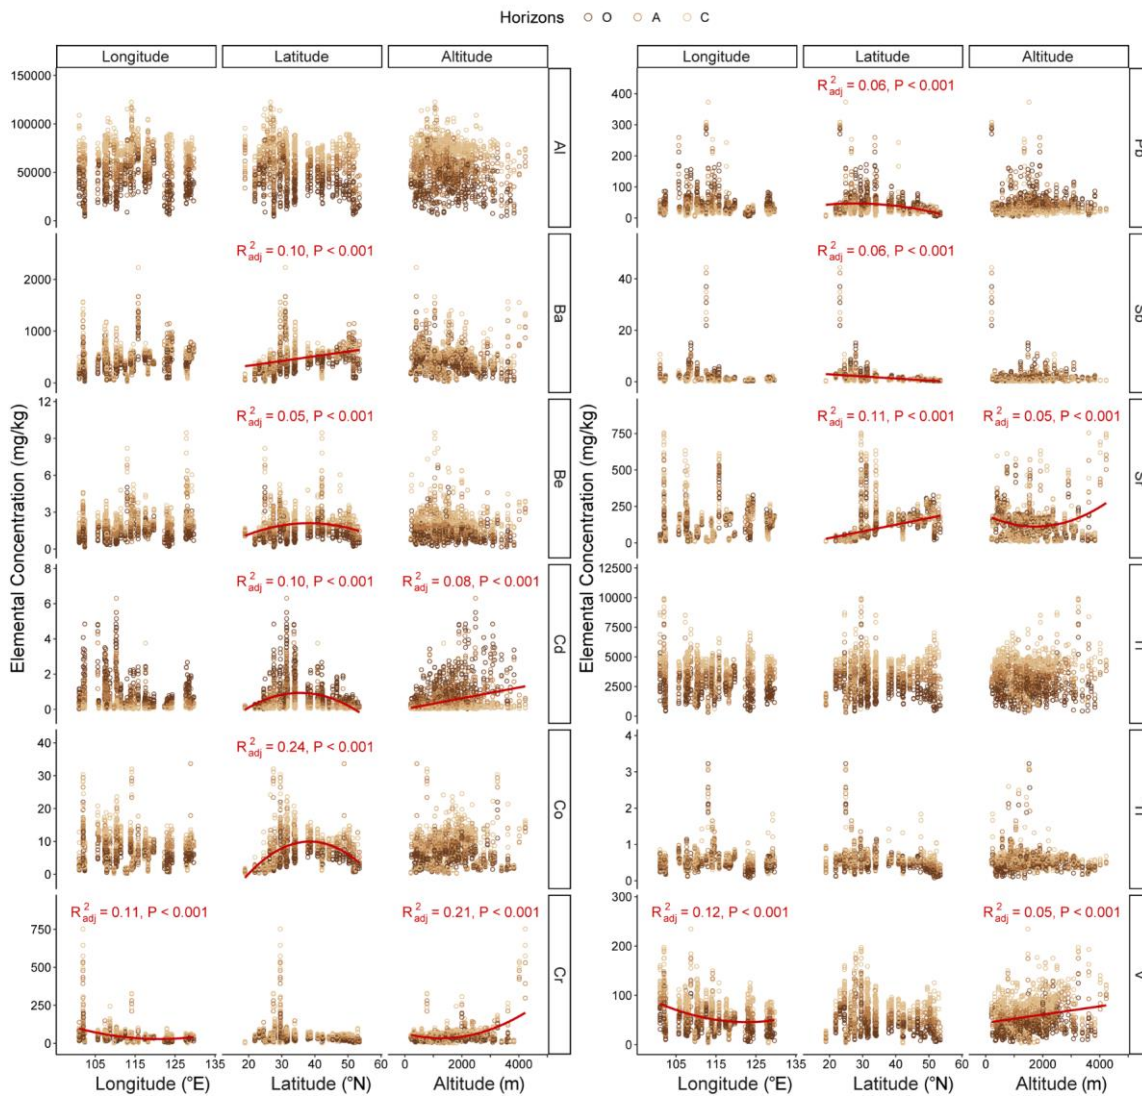 Horizons O A C
Longitude Latitude Altitude
Longitude Latitude Altitude
Elemental Concentration (mg/kg)
150000
100000
50000
0
Al
R²adj = 0.10, P < 0.001
2000
1000
0
Ba
R²adj = 0.05, P < 0.001
12
9
6
3
0
Be
R²adj = 0.10, P < 0.001
R²adj = 0.08, P < 0.001
8
6
4
2
0
Cd
R²adj = 0.24, P < 0.001
40
30
20
10
0
Co
R²adj = 0.11, P < 0.001
R²adj = 0.21, P < 0.001
750
500
250
0
Cr
105 115 125 135
20 30 40 50 60
0 2000 4000
Longitude (°E)
Latitude (°N)
Altitude (m)
Elemental Concentration (mg/kg)
R²adj = 0.06, P < 0.001
400
300
200
100
0
Pb
R²adj = 0.06, P < 0.001
40
20
0
Sb
R²adj = 0.11, P < 0.001
R²adj = 0.05, P < 0.001
750
500
250
0
Sr
12500
10000
7500
5000
2500
0
4
3
2
1
0
R²adj = 0.12, P < 0.001
R²adj = 0.05, P < 0.001
300
200
100
0
V
105 115 125 135
20 30 40 50 60
0 2000 4000
Longitude (°E)
Latitude (°N)
Altitude (m)